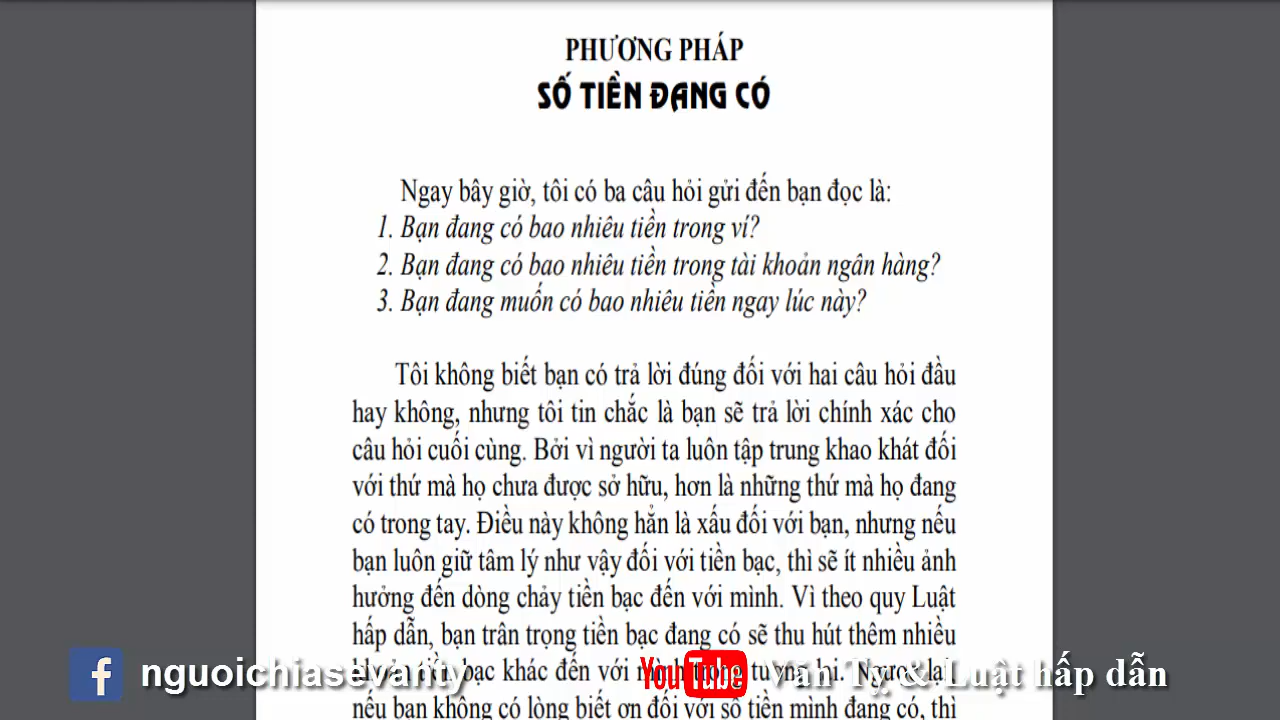 PHƯƠNG PHÁP
SỐ TIỀN ĐANG CÓ
Ngay bây giờ, tôi có ba câu hỏi gửi đến bạn đọc là:
1. Bạn đang có bao nhiêu tiền trong ví?
2. Bạn đang có bao nhiêu tiền trong tài khoản ngân hàng?
3. Bạn đang muốn có bao nhiêu tiền ngay lúc này?
Tôi không biết bạn có trả lời đúng đối với hai câu hỏi đầu
hay không, nhưng tôi tin chắc là bạn sẽ trả lời chính xác cho
câu hỏi cuối cùng. Bởi vì người ta luôn tập trung khao khát đối
với thứ mà họ chưa được sở hữu, hơn là những thứ mà họ đang
có trong tay. Điều này không hẳn là xấu đối với bạn, nhưng nếu
bạn luôn giữ tâm lý như vậy đối với tiền bạc, thì sẽ ít nhiều ảnh
hưởng đến dòng chảy tiền bạc đến với mình. Vì theo quy Luật
hấp dẫn, bạn trân trọng tiền bạc đang có sẽ thu hút thêm nhiều
bạc khác đến với mình trong tương lai. Ngược lại,
nếu bạn không có lòng biết ơn đối với số tiền mình đang có, thì
nguoichiasevanty
YouTube Văn Tỵ & Luật hấp dẫn